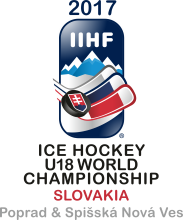 2017
IIHF
ICE HOCKEY
U18 WORLD
CHAMPIONSHIP
SLOVAKIA
Poprad & Spišská Nová Ves